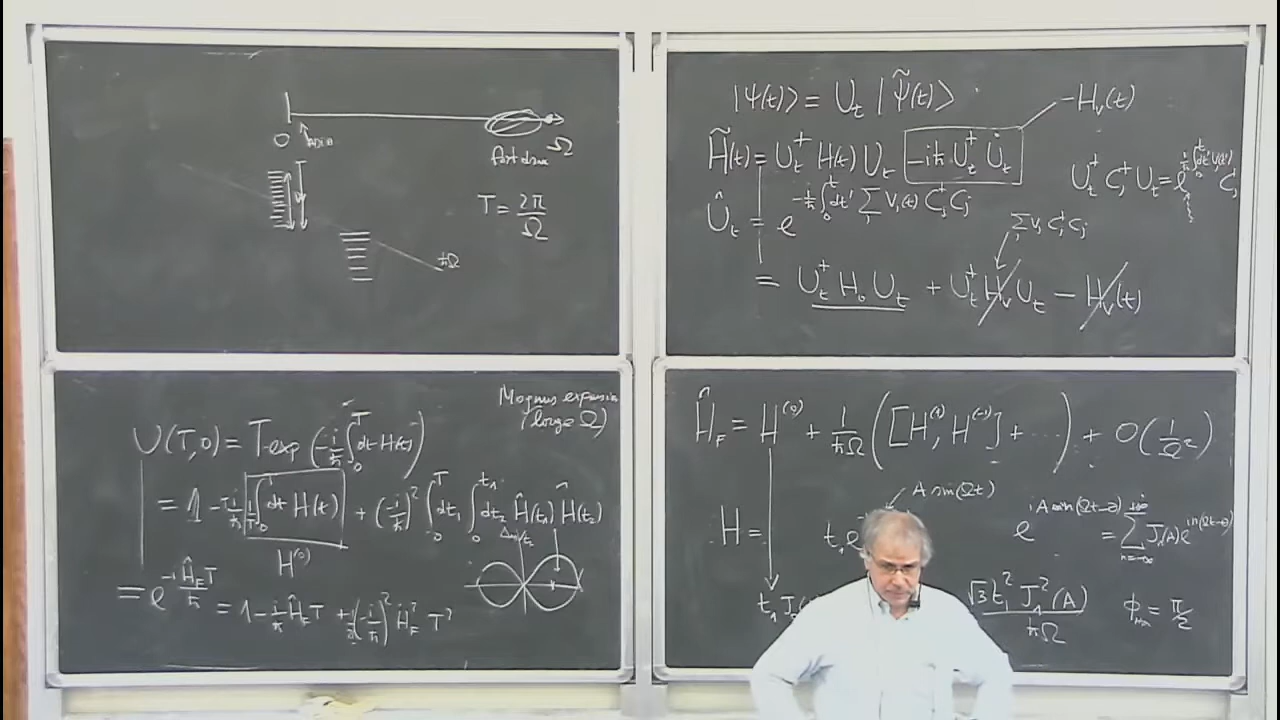 0
Ω
T = 2π/Ω
ħΩ
|Ψ(t)⟩ = U_t |Ψ̃(t)⟩
-H_V(t)
H̃(t) = U_t^† H(t) U_t -iħ U_t^† U̇_t
U_t^† C_j^† U_t = e
Û_t = e^{-i/ħ ∫_0^t dt' Σ_j V_j(t) C_j^† C_j}
Σ_j V_j C_j^† C_j
= U_t^† H_0 U_t + U_t^† H_V U_t - H_V(t)
Magnus expansion
(large Ω)
U(T,0) = T exp(-i/ħ ∫_0^T dt H(t))
= 1 - T i/ħ 1/T ∫_0^T dt H(t) + (-i/ħ)^2 ∫_0^T dt_1 ∫_0^{t_1} dt_2 Ĥ(t_1) Ĥ(t_2)
H^{(0)}
= e^{-i Ĥ_F T/ħ} = 1 - i/ħ Ĥ_F T + 1/2 (-i/ħ)^2 Ĥ_F^2 T^2
Ĥ_F = H^{(0)} + 1/ħΩ ([H^{(1)}, H^{(-1)}] + ....) + O(1/Ω^2)
A sin(Ωt)
H =
t_1 e
e^{iA sin(Ωt-φ)} = Σ_{n=-∞}^{+∞} J_n(A) e^{in(Ωt-φ)}
t_1 J
√3 t_1^2 J_1^2(A)/ħΩ
= π/2